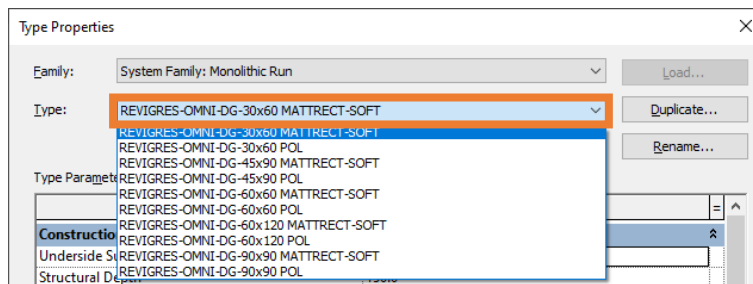 Type Properties
Family: System Family: Monolithic Run Load...
Type: REVIGRES-OMNI-DG-30x60 MATTRECT-SOFT Duplicate...
REVIGRES-OMNI-DG-30x60 MATTRECT-SOFT
REVIGRES-OMNI-DG-30x60 POL Rename...
REVIGRES-OMNI-DG-45x90 MATTRECT-SOFT
Type REVIGRES-OMNI-DG-45x90 POL
REVIGRES-OMNI-DG-60x60 MATTRECT-SOFT
REVIGRES-OMNI-DG-60x60 POL =
REVIGRES-OMNI-DG-60x120 MATTRECT-SOFT
REVIGRES-OMNI-DG-60x120 POL
Underside REVIGRES-OMNI-DG-90x90 MATTRECT-SOFT
Structural REVIGRES-OMNI-DG-90x90 POL